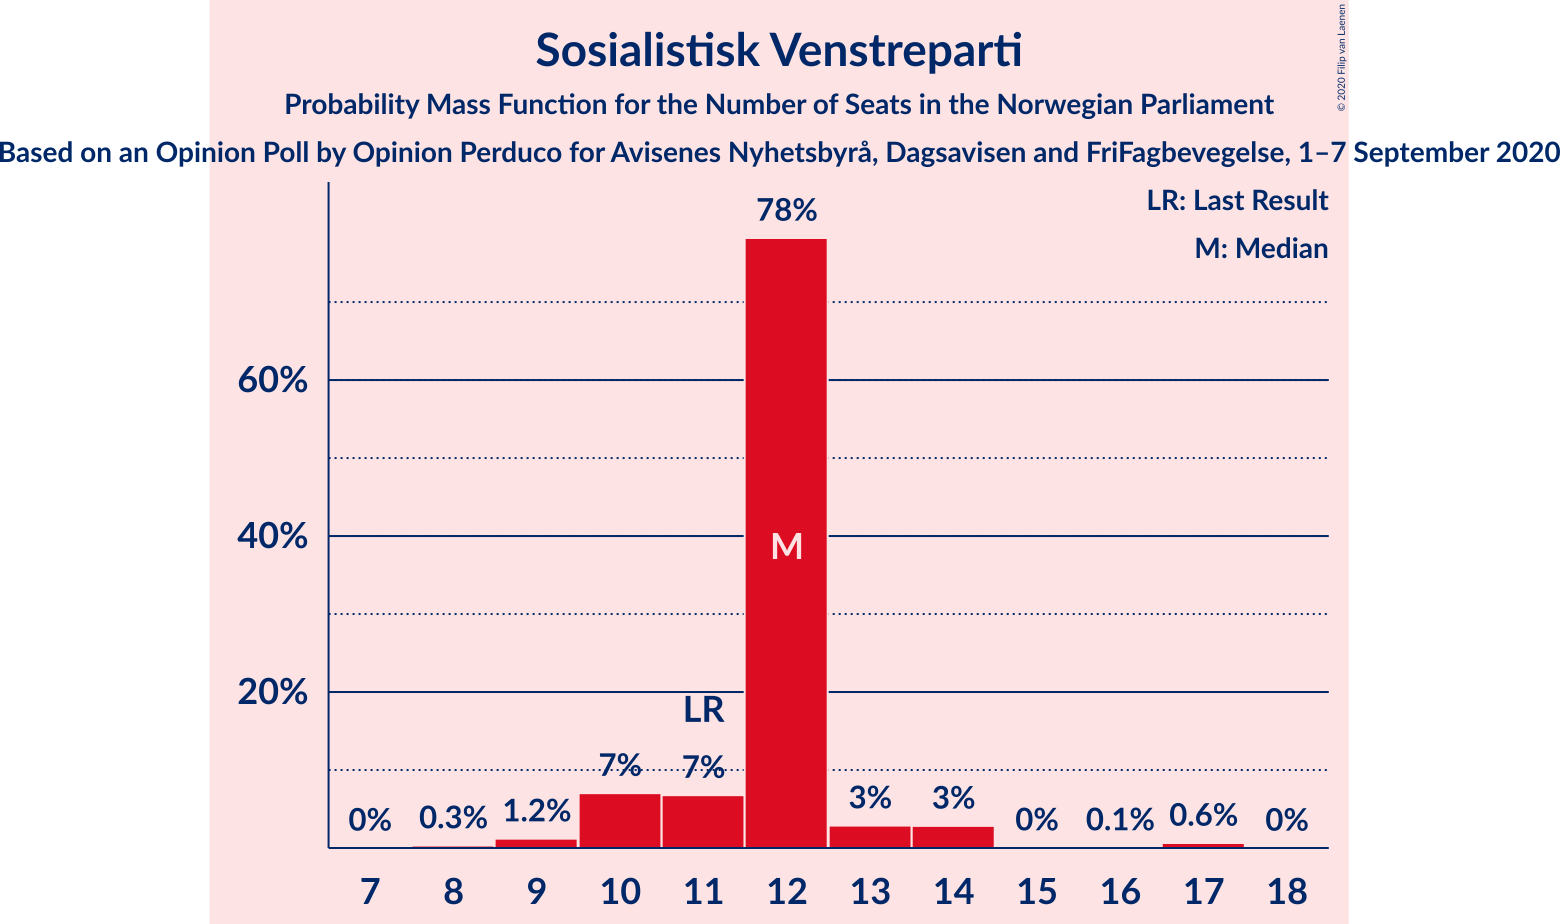 Sosialistisk Venstreparti
Probability Mass Function for the Number of Seats in the Norwegian Parliament
Based on an Opinion Poll by Opinion Perduco for Avisenes Nyhetsbyrå, Dagsavisen and FriFagbevegelse, 1–7 September 2020
© 2020 Filip van Laenen
LR: Last Result
M: Median
78%
60%
40%
M
20%
LR
7%
7%
0%
0.3%
1.2%
3%
3%
0%
0.1%
0.6%
0%
7 8 9 10 11 12 13 14 15 16 17 18